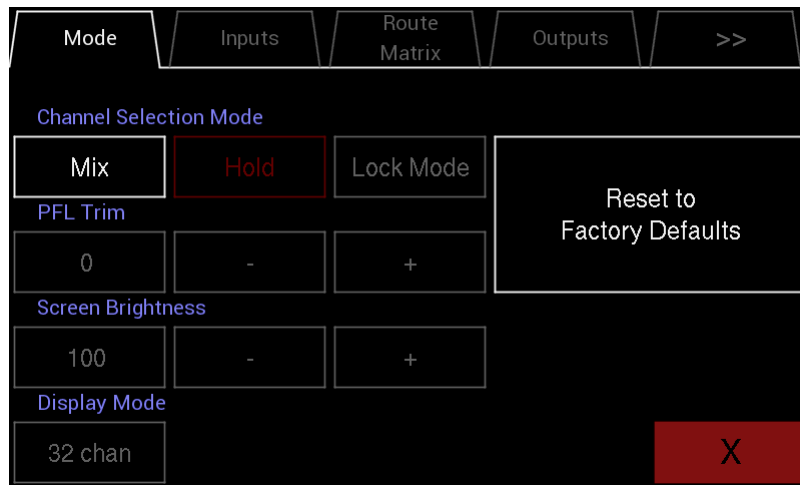 Mode
Inputs
Route
Matrix
Outputs
>>
Channel Selection Mode
Mix
Hold
Lock Mode
Reset to
Factory Defaults
PFL Trim
0
-
+
Screen Brightness
100
-
+
Display Mode
32 chan
X